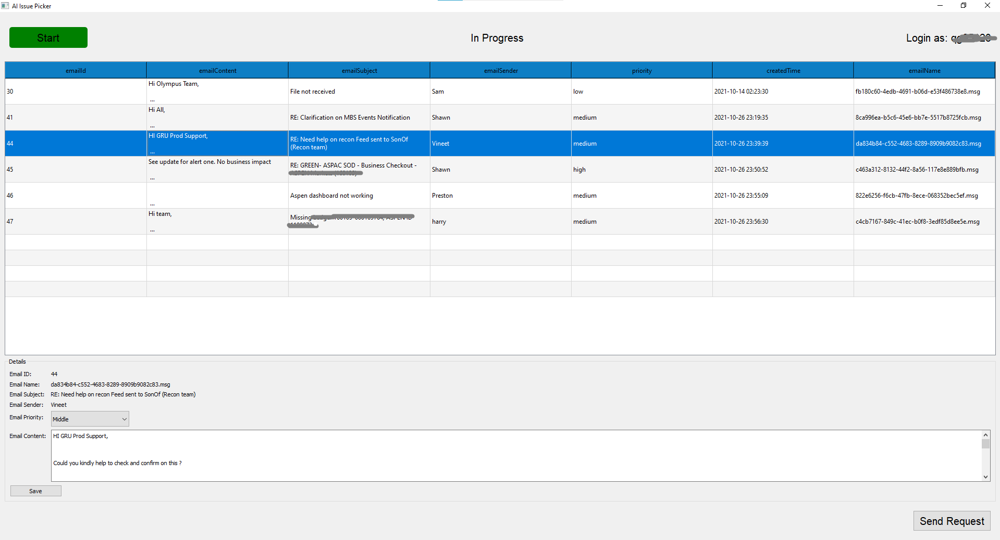 AI Issue Picker
Start
In Progress
Login as:
emailId emailContent emailSubject emailSender priority createdTime emailName
Hi Olympus Team,
30 File not received Sam low 2021-10-14 02:23:30 fb180c60-4edb-4691-b06d-e53f486738e8.msg
...
Hi All,
41 RE: Clarification on MBS Events Notification Shawn medium 2021-10-26 23:19:35 8ca996ea-b5c6-45e6-bb7e-5517b8725fcb.msg
...
HI GRU Prod Support,
RE: Need help on recon Feed sent to SonOf
44 Vineet medium 2021-10-26 23:39:39 da834b84-c552-4683-8289-8909b9082c83.msg
(Recon team)
...
See update for alert one. No business impact
RE: GREEN- ASPAC SOD - Business Checkout -
45 Shawn high 2021-10-26 23:50:52 c463a312-8132-44f2-8a56-117e8e889bfb.msg
...
46 Aspen dashboard not working Preston medium 2021-10-26 23:55:09 822e6256-f6cb-47fb-8ece-068352bec5ef.msg
...
Hi team,
Missing
47 harry medium 2021-10-26 23:56:30 c4cb7167-849c-41ec-b0f8-3edf85d8ee5e.msg
...
Details
Email ID: 44
Email Name: da834b84-c552-4683-8289-8909b9082c83.msg
Email Subject: RE: Need help on recon Feed sent to SonOf (Recon team)
Email Sender: Vineet
Email Priority: Middle
Email Content: HI GRU Prod Support,
Could you kindly help to check and confirm on this ?
Save
Send Request